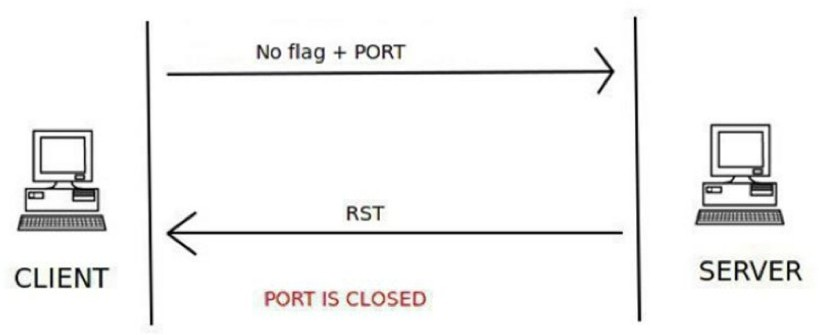 No flag + PORT
RST
CLIENT
SERVER
PORT IS CLOSED